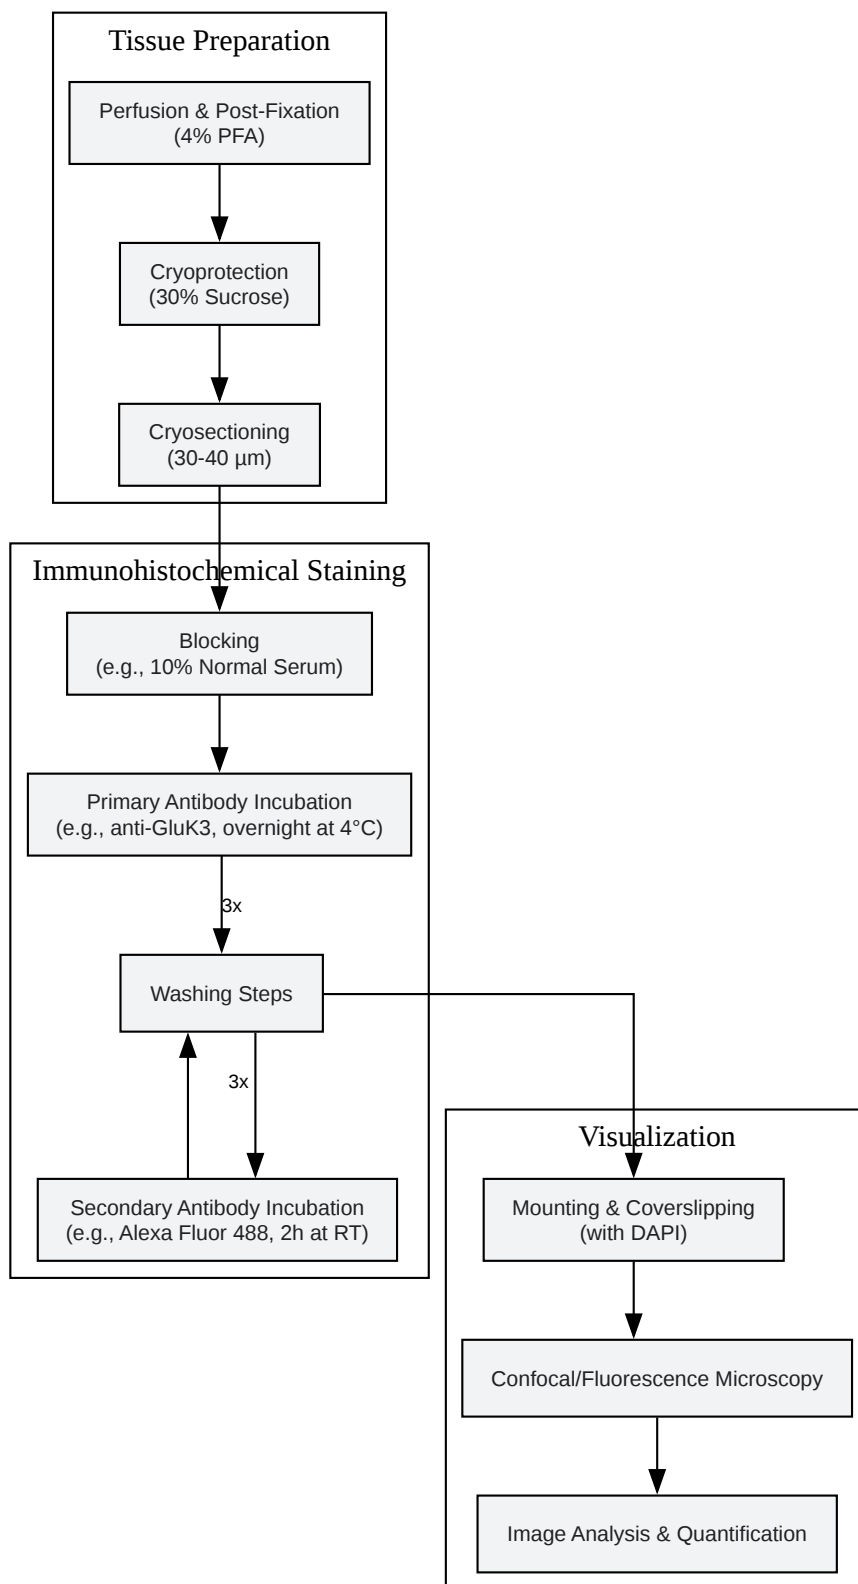 Tissue Preparation
Perfusion & Post-Fixation
(4% PFA)
Cryoprotection
(30% Sucrose)
Cryosectioning
(30-40 µm)
Immunohistochemical Staining
Blocking
(e.g., 10% Normal Serum)
Primary Antibody Incubation
(e.g., anti-GluK3, overnight at 4°C)
3x
Washing Steps
3x
Secondary Antibody Incubation
(e.g., Alexa Fluor 488, 2h at RT)
Visualization
Mounting & Coverslipping
(with DAPI)
Confocal/Fluorescence Microscopy
Image Analysis & Quantification